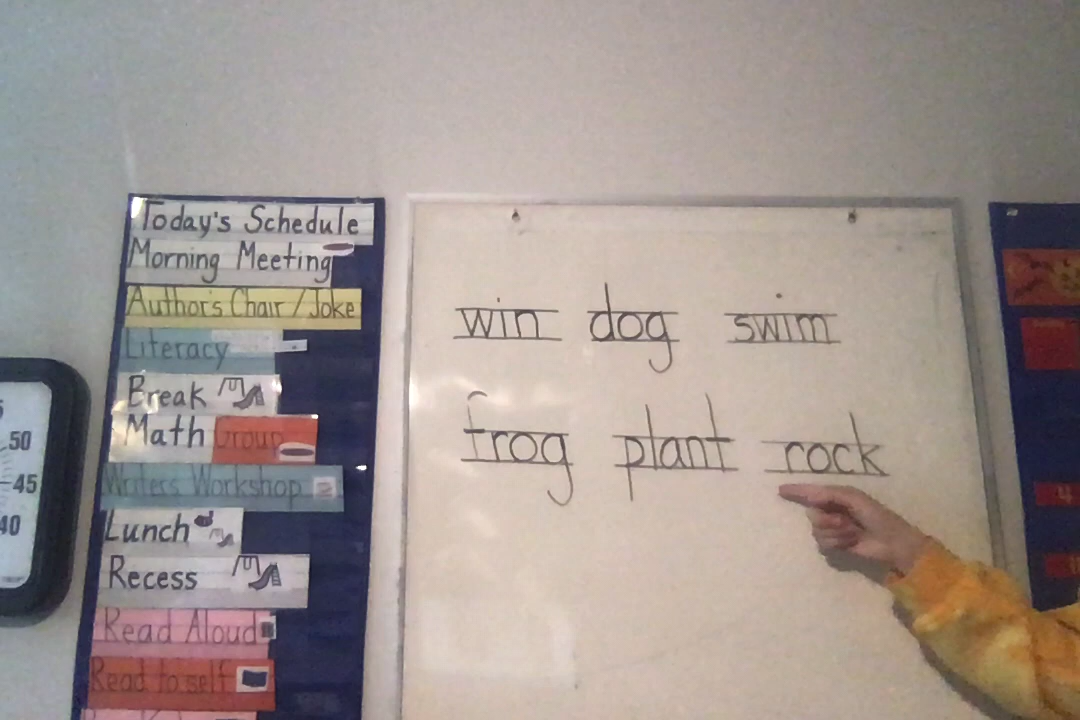 Today's Schedule
Morning Meeting
Author's Chair / Joke
Literacy
Break
Math Group
Writers Workshop
Lunch
Recess
Read Aloud
Read to self
50
45
40
win dog swim
frog plant rock